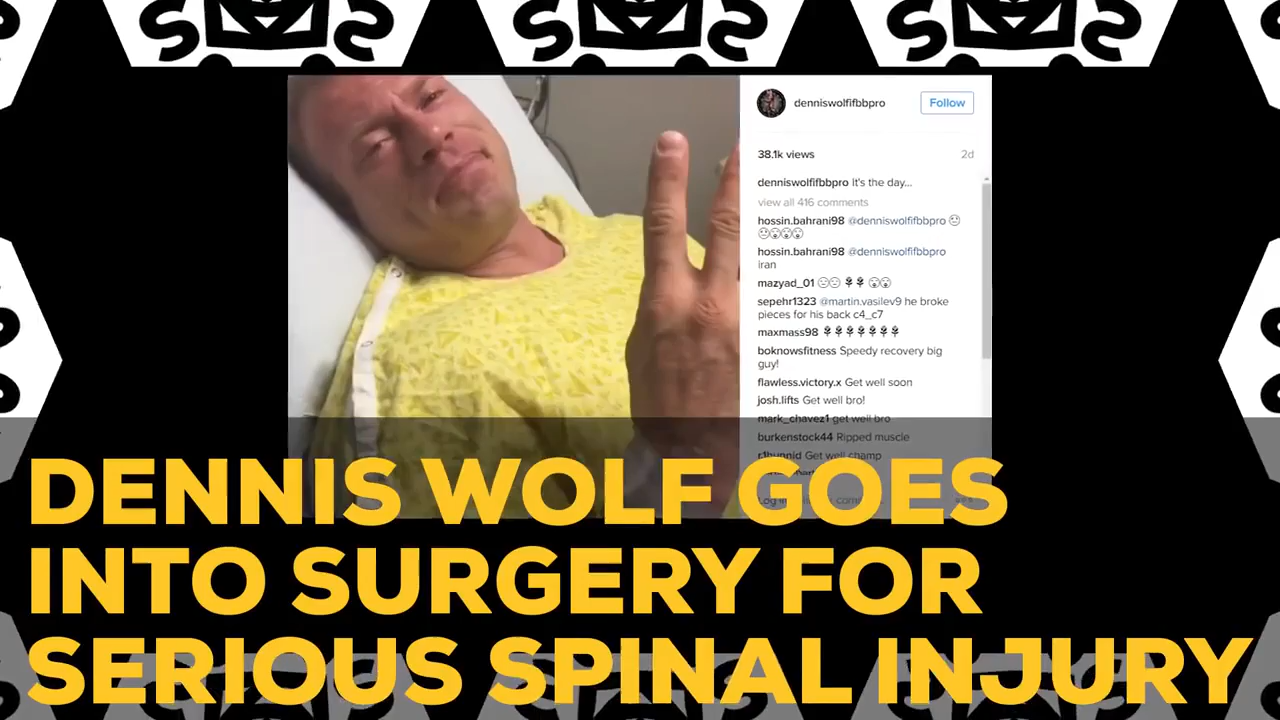 denniswolfifbbpro
Follow
38.1k views
2d
denniswolfifbbpro It's the day...
view all 416 comments
hossin.bahrani98 @denniswolfifbbpro
hossin.bahrani98 @denniswolfifbbpro
iran
mazyad_01
sepehr1323 @martin.vasilev9 he broke
pieces for his back c4_c7
maxmass98
boknowsfitness Speedy recovery big
guy!
flawless.victory.x Get well soon
josh.lifts Get well bro!
mark_chavez1 get well bro
burkenstock44 Ripped muscle
r.1hunnid Get well champ
DENNIS WOLF GOES
INTO SURGERY FOR
SERIOUS SPINAL INJURY